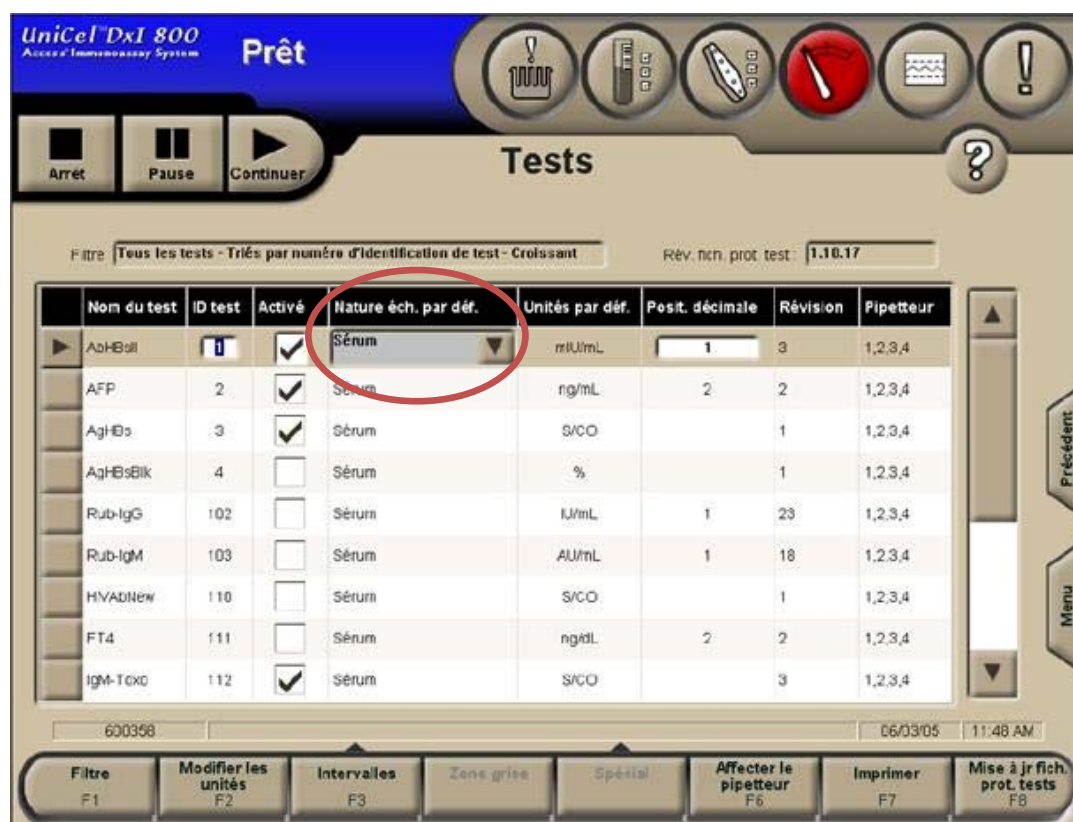 UniCel DxI 800
Access Immunoassay System
Prêt
Arrêt Pause Continuer
Tests
?
Filtre Tous les tests - Triés par numéro d'identification de test - Croissant Rév. fich. prot. test : 1.10.17
Nom du test ID test Activé Nature éch. par déf. Unités par déf. Posit. décimale Révision Pipetteur
AbHBsII 1 Sérum mIU/mL 1 3 1,2,3,4
AFP 2 Sérum ng/mL 2 2 1,2,3,4
AgHBs 3 Sérum S/CO 1 1,2,3,4
AgHBsBlk 4 Sérum % 1 1,2,3,4
Rub-IgG 102 Sérum IU/mL 1 23 1,2,3,4
Rub-IgM 103 Sérum AU/mL 1 18 1,2,3,4
HIVAbNew 110 Sérum S/CO 1 1,2,3,4
FT4 111 Sérum ng/dL 2 2 1,2,3,4
IgM-Toxo 112 Sérum S/CO 3 1,2,3,4
Précédent
Menu
600358 06/03/05 11:48 AM
Filtre F1
Modifier les unités F2
Intervalles F3
Zone grise
Spécial
Affecter le pipetteur F6
Imprimer F7
Mise à jr fich. prot. tests F8